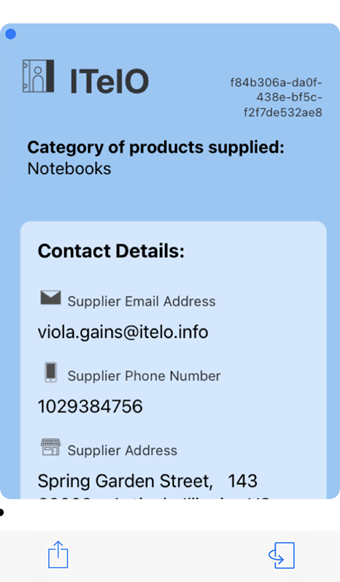 ITelO
f84b306a-da0f-
438e-bf5c-
f2f7de532ae8
Category of products supplied:
Notebooks
Contact Details:
Supplier Email Address
viola.gains@itelo.info
Supplier Phone Number
1029384756
Supplier Address
Spring Garden Street, 143